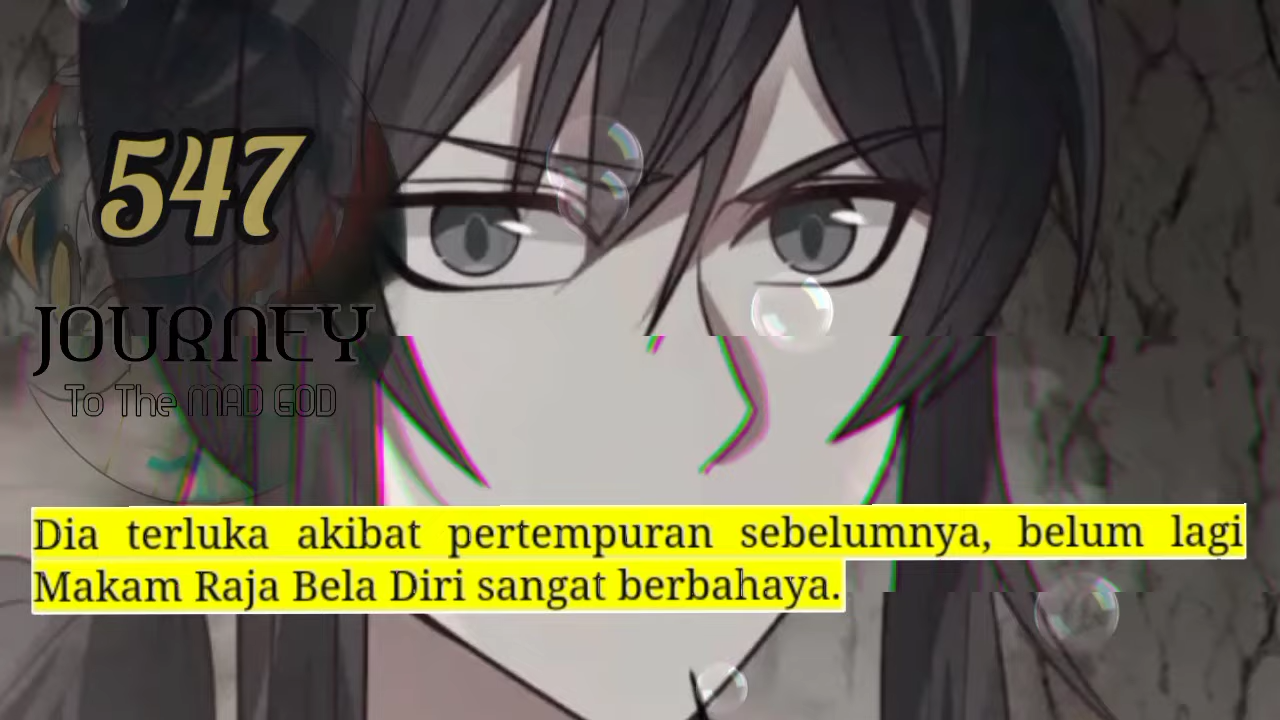 547
JOURNEY
To The MAD GOD
Dia terluka akibat pertempuran sebelumnya, belum lagi
Makam Raja Bela Diri sangat berbahaya.